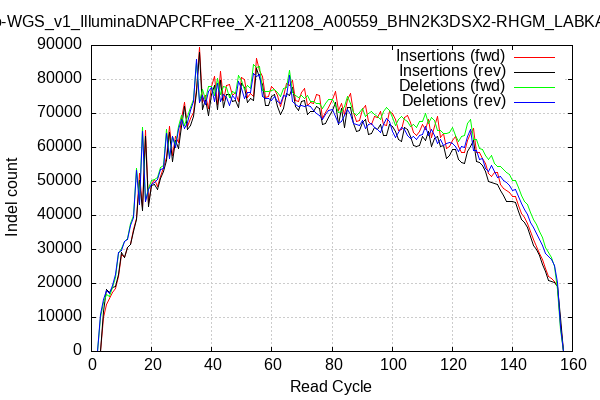 o-WGS_v1_IlluminaDNAPCRFree_X-211208_A00559_BHN2K3DSX2-RHGM_LABKA
Insertions (fwd)
Insertions (rev)
Deletions (fwd)
Deletions (rev)
90000
80000
70000
60000
50000
40000
30000
20000
10000
0
Indel count
0 20 40 60 80 100 120 140 160
Read Cycle